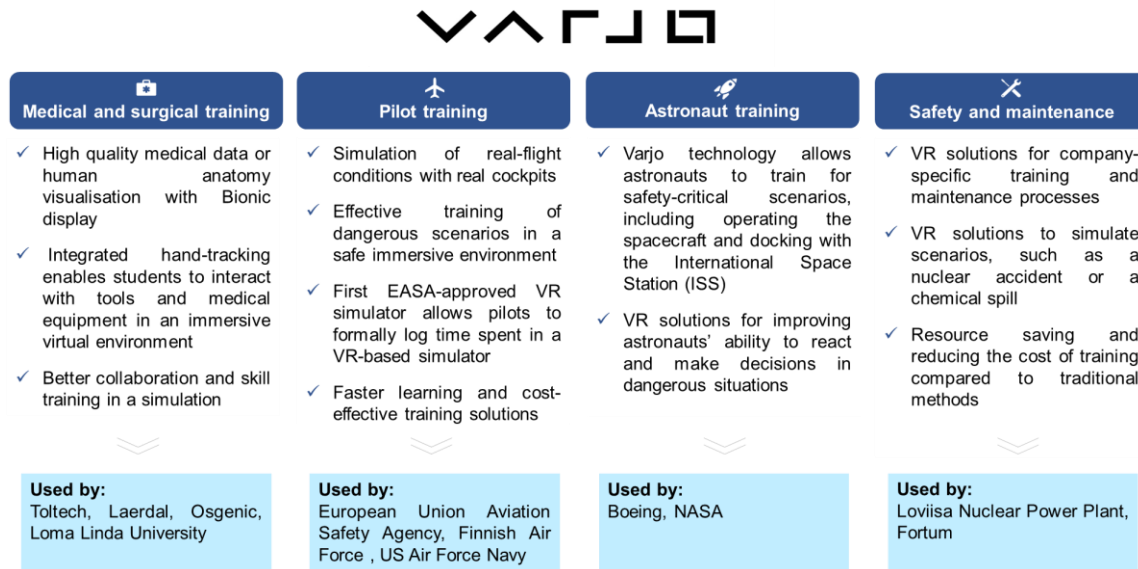 VARJO
Medical and surgical training
High quality medical data or
human anatomy
visualisation with Bionic
display
Integrated hand-tracking
enables students to interact
with tools and medical
equipment in an immersive
virtual environment
Better collaboration and skill
training in a simulation
Used by:
Toltech, Laerdal, Osgenic,
Loma Linda University
Pilot training
Simulation of real-flight
conditions with real cockpits
Effective training of
dangerous scenarios in a
safe immersive environment
First EASA-approved VR
simulator allows pilots to
formally log time spent in a
VR-based simulator
Faster learning and cost-
effective training solutions
Used by:
European Union Aviation
Safety Agency, Finnish Air
Force , US Air Force Navy
Astronaut training
Varjo technology allows
astronauts to train for
safety-critical scenarios,
including operating the
spacecraft and docking with
the International Space
Station (ISS)
VR solutions for improving
astronauts' ability to react
and make decisions in
dangerous situations
Used by:
Boeing, NASA
Safety and maintenance
VR solutions for company-
specific training and
maintenance processes
VR solutions to simulate
scenarios, such as a
nuclear accident or a
chemical spill
Resource saving and
reducing the cost of training
compared to traditional
methods
Used by:
Loviisa Nuclear Power Plant,
Fortum